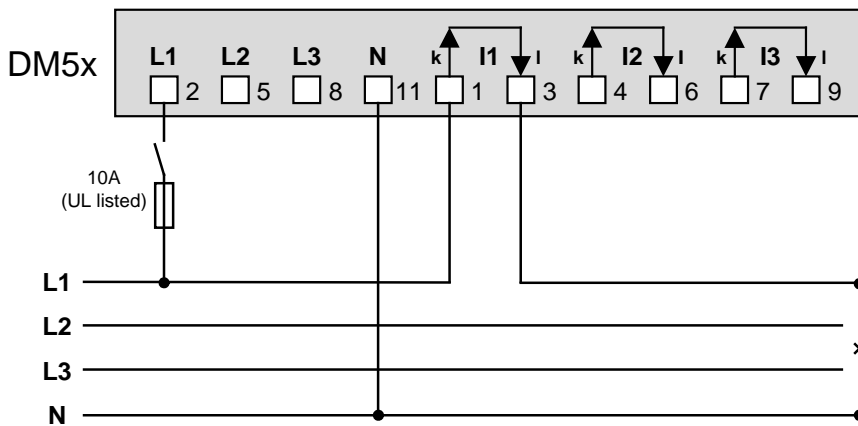 DM5x
L1 L2 L3 N k I1 l k I2 l k I3 l
2 5 8 11 1 3 4 6 7 9
10A
(UL listed)
L1
L2
L3
N